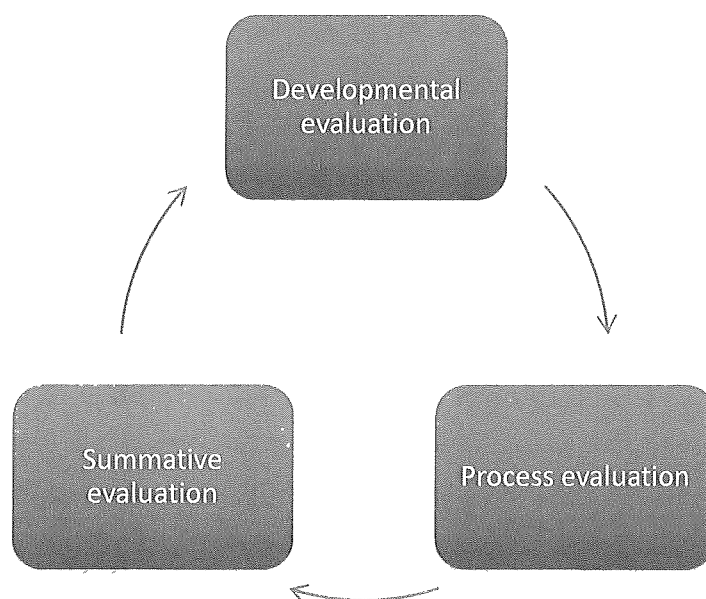 Developmental
evaluation
Summative
evaluation
Process evaluation